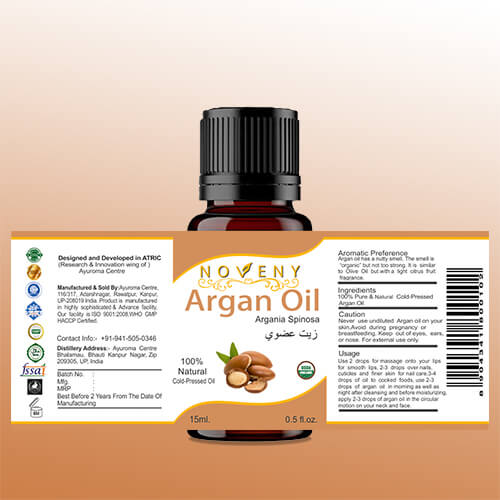 Designed and Developed in ATRIC
(Research & Innovation wing of )
Ayuroma Centre
Manufactured & Sold By:Ayuroma Centre,
116/317, Adarshnagar, Rawatpur, Kanpur,
UP-208019 India. Product is manufactured
in highly sophisticated & Advance facility,
Our facility is ISO 9001:2008,WHO GMP
HACCP Certified.
Contact Info:- +91-941-505-0346
Distillery Address:- Ayuroma Centre
Bhalsamau, Bhauti Kanpur Nagar, Zip
209305, UP, India
Batch No. :
Mfg. :
MRP :
Best Before 2 Years From The Date Of
Manufacturing
fssai
NOVENY
Argan Oil
Argania Spinosa
زيت عضوي
100%
Natural
Cold-Pressed Oil
USDA
ORGANIC
15ml.
0.5 fl.oz.
Aromatic Preference
Argan oil has a nutty smell. The smell is
"organic" but not too strong. It is similar
to Olive Oil but with a light citrus fruit
fragrance.
Ingredients
100% Pure & Natural Cold-Pressed
Argan Oil
Caution
Never use undiluted Argan oil on your
skin.Avoid during pregnancy or
breastfeeding. Keep out of eyes, ears,
or nose. For external use only.
Usage
Use 2 drops for massage onto your lips
for smooth lips, 2-3 drops over nails,
cuticles and finer skin for nail care,3-4
drops of oil to cocked foods, use 2-3
drops of argan oil in morning as well as
night after cleansing and before moisturizing.
apply 2-3 drops of argan oil in the circular
motion on your neck and face.